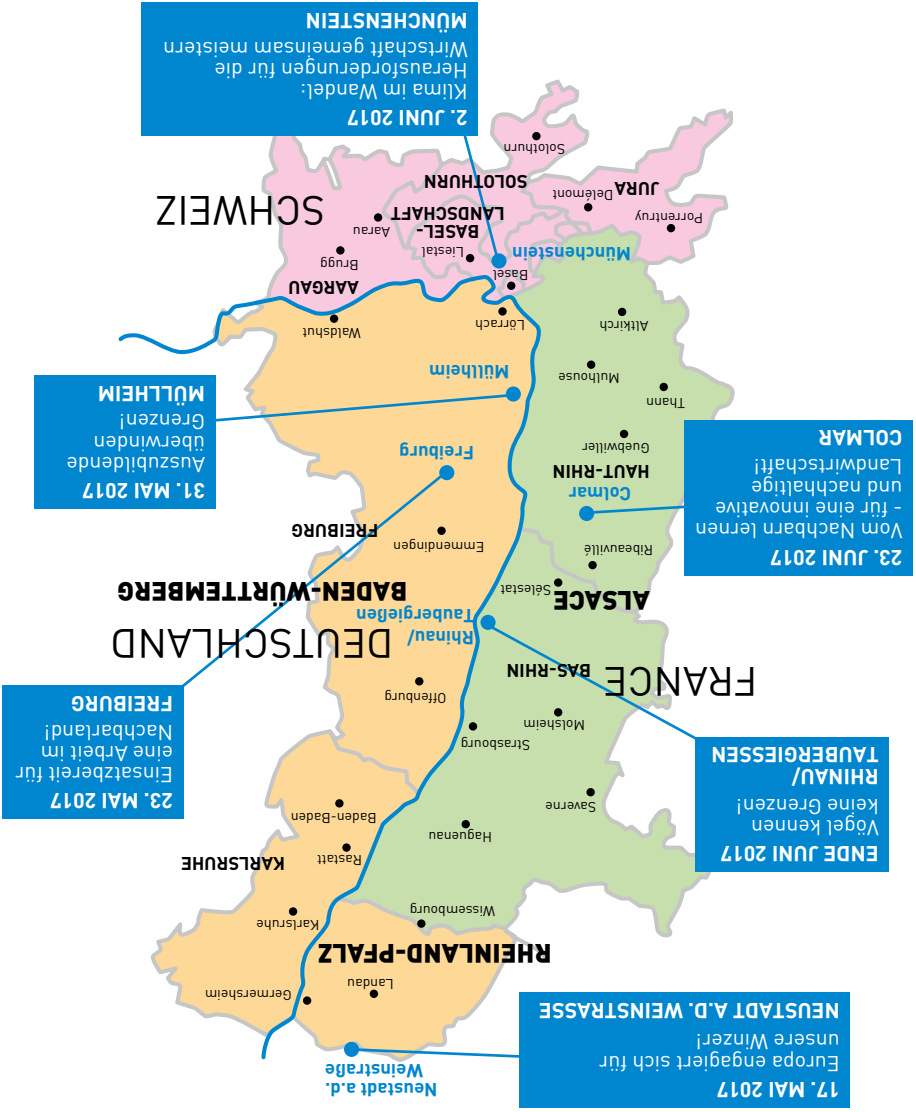 17. MAI 2017
Europa engagiert sich für
unsere Winzer!
NEUSTADT A.D. WEINSTRASSE
Neustadt a.d.
Weinstraße
Landau
Germersheim
RHEINLAND-PFALZ
Wissembourg
Karlsruhe
KARLSRUHE
Rastatt
Baden-Baden
Haguenau
Saverne
ENDE JUNI 2017
Vögel kennen
keine Grenzen!
RHINAU/
TAUBERGIESSEN
23. MAI 2017
Einsatzbereit für
eine Arbeit im
Nachbarland!
FREIBURG
Strasbourg
Molsheim
Offenburg
FRANCE
BAS-RHIN
DEUTSCHLAND
Rhinau/
Taubergießen
BADEN-WÜRTTEMBERG
ALSACE
Sélestat
Ribeauvillé
Emmendingen
FREIBURG
23. JUNI 2017
Vom Nachbarn lernen
- für eine innovative
und nachhaltige
Landwirtschaft!
COLMAR
Colmar
HAUT-RHIN
Guebwiller
Freiburg
31. MAI 2017
Auszubildende
überwinden
Grenzen!
MÜLLHEIM
Thann
Mulhouse
Müllheim
Altkirch
Lörrach
Waldshut
AARGAU
Basel
Münchenstein
Brugg
Liestal
BASEL-
LANDSCHAFT
Aarau
SCHWEIZ
Porrentruy
Delémont
JURA
SOLOTHURN
Solothurn
2. JUNI 2017
Klima im Wandel:
Herausforderungen für die
Wirtschaft gemeinsam meistern
MÜNCHENSTEIN